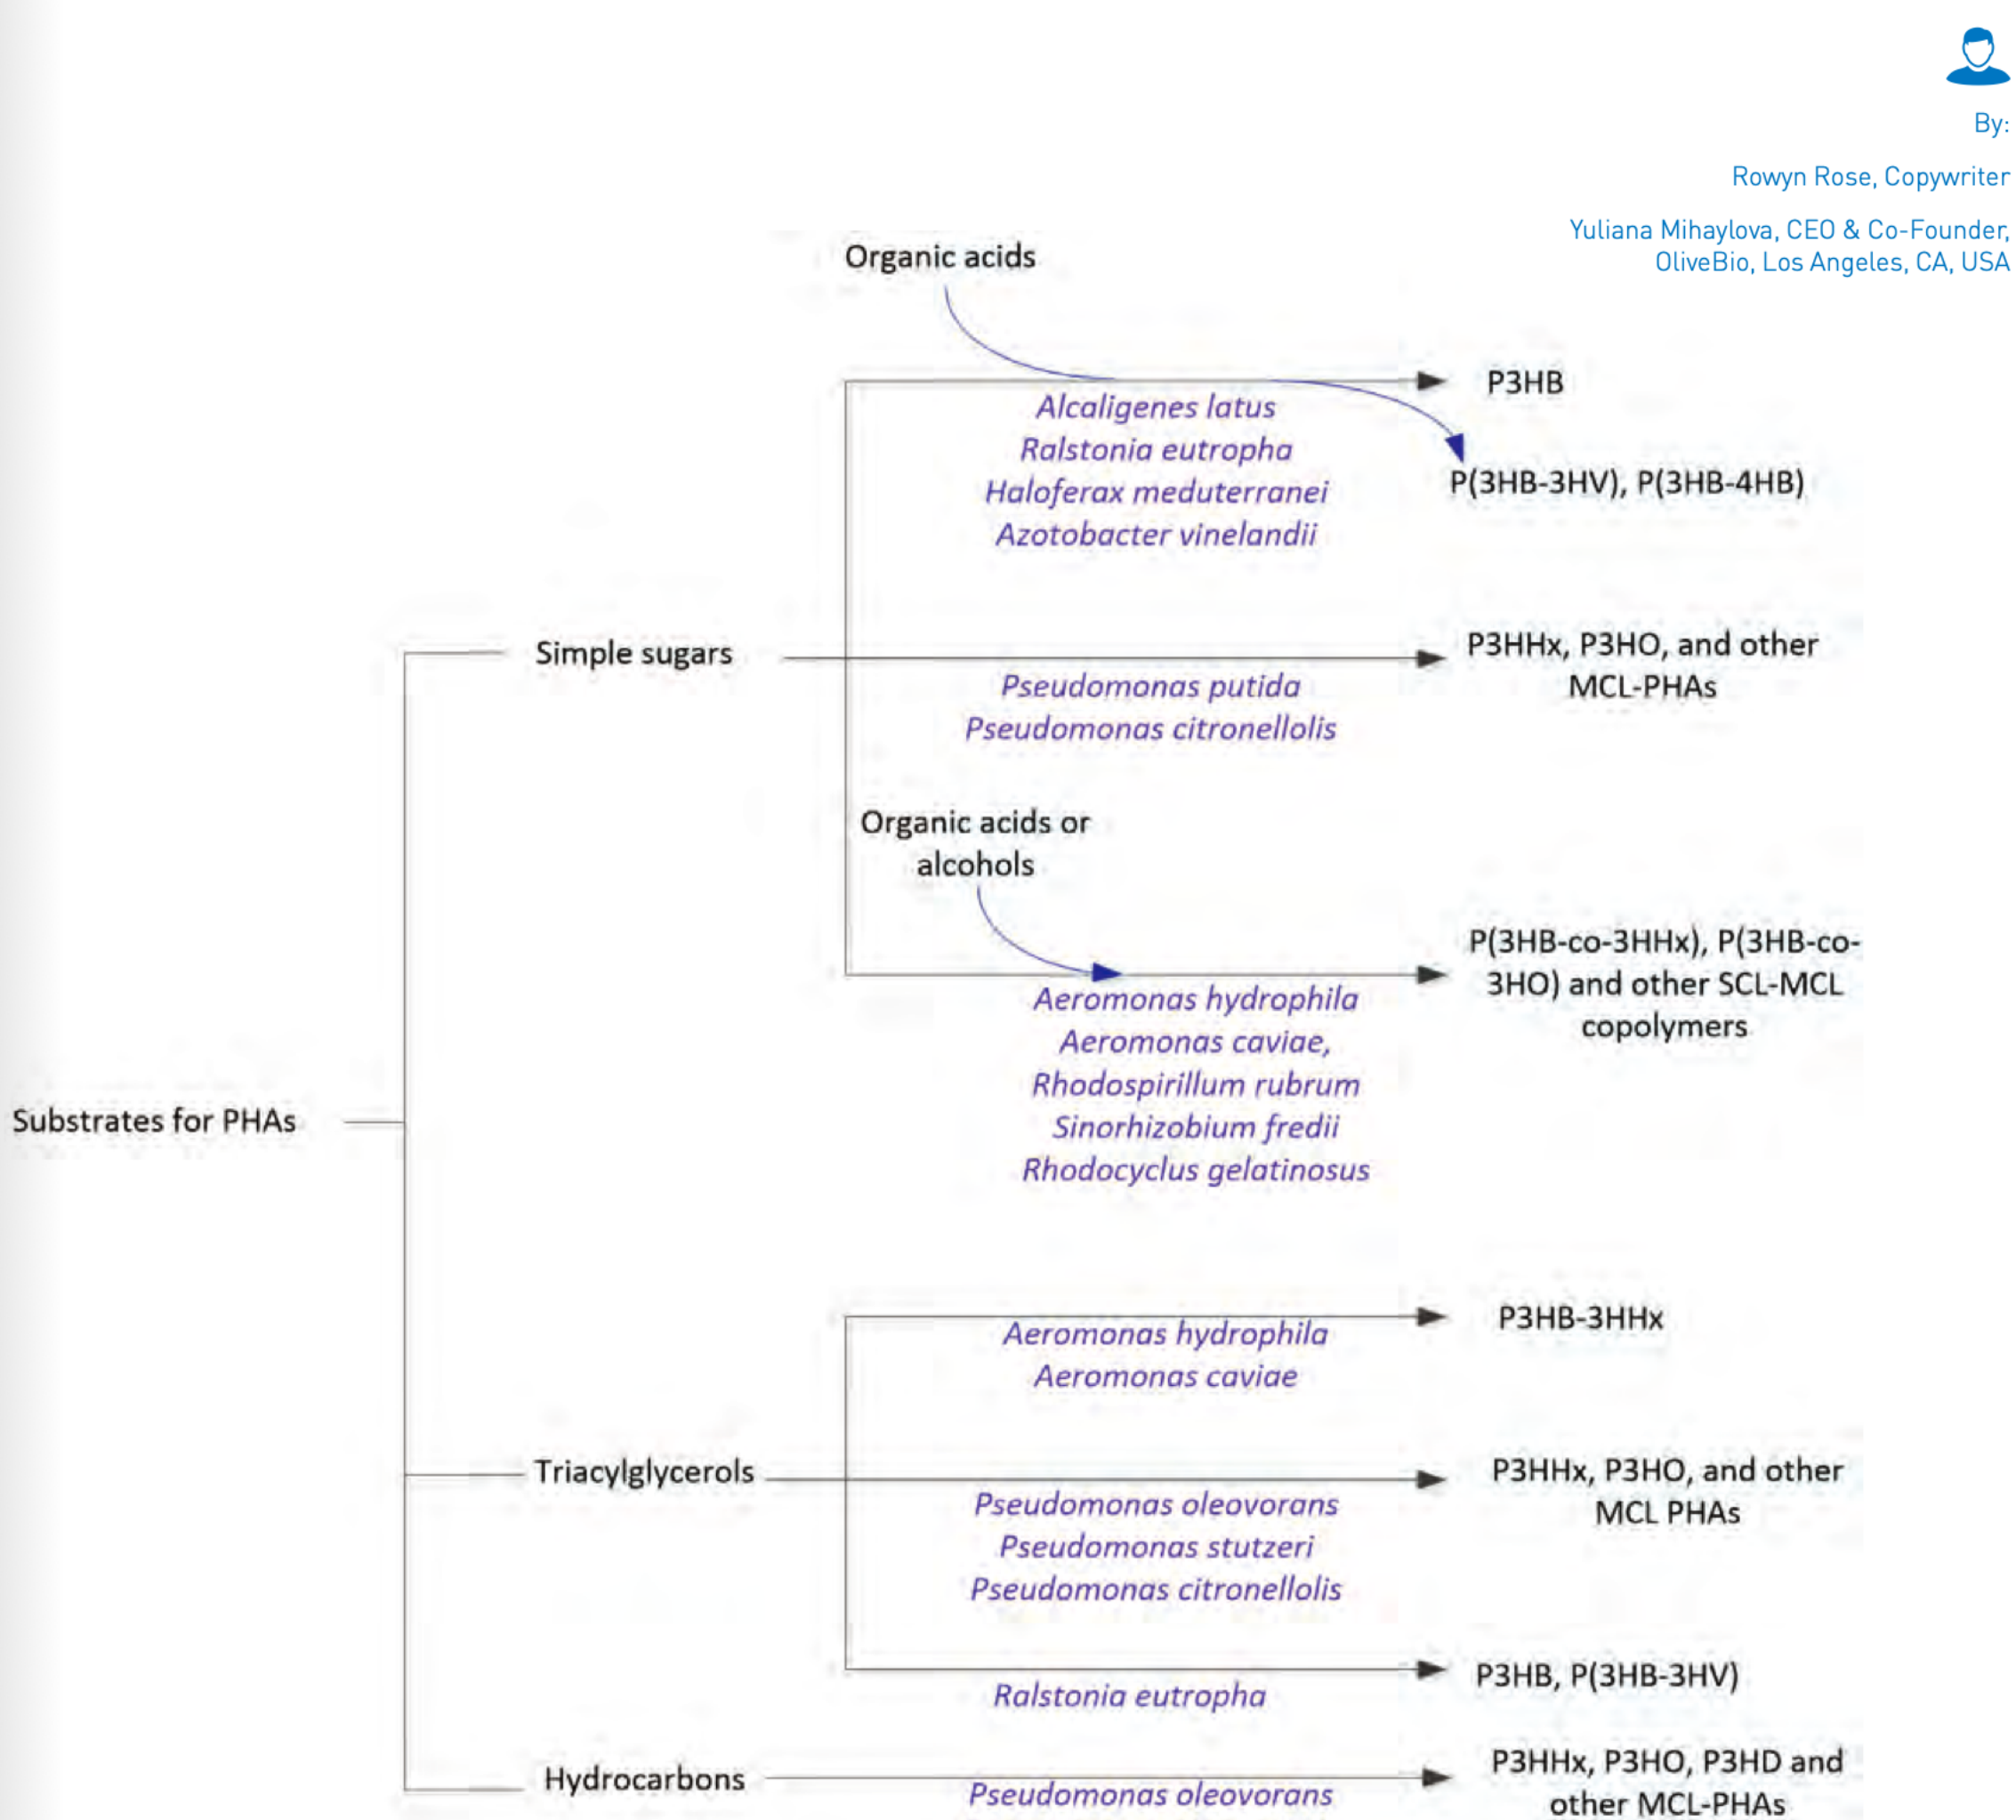 By:
Rowyn Rose, Copywriter
Yuliana Mihaylova, CEO & Co-Founder,
OliveBio, Los Angeles, CA, USA
Organic acids
P3HB
Alcaligenes latus
Ralstonia eutropha
Haloferax meduterranei
Azotobacter vinelandii
P(3HB-3HV), P(3HB-4HB)
Simple sugars
P3HHx, P3HO, and other
MCL-PHAs
Pseudomonas putida
Pseudomonas citronellolis
Organic acids or
alcohols
P(3HB-co-3HHx), P(3HB-co-
3HO) and other SCL-MCL
copolymers
Aeromonas hydrophila
Aeromonas caviae,
Rhodospirillum rubrum
Sinorhizobium fredii
Rhodocyclus gelatinosus
Substrates for PHAs
P3HB-3HHx
Aeromonas hydrophila
Aeromonas caviae
Triacylglycerols
P3HHx, P3HO, and other
MCL PHAs
Pseudomonas oleovorans
Pseudomonas stutzeri
Pseudomonas citronellolis
P3HB, P(3HB-3HV)
Ralstonia eutropha
Hydrocarbons
P3HHx, P3HO, P3HD and
other MCL-PHAs
Pseudomonas oleovorans